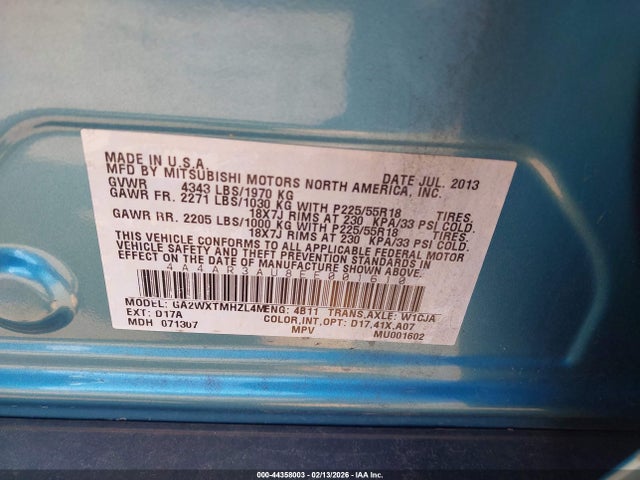 MADE IN U.S.A. DATE JUL. 2013
MFD BY MITSUBISHI MOTORS NORTH AMERICA, INC.
GVWR 4343 LBS/1970 KG
GAWR FR. 2271 LBS/1030 KG WITH P225/55R18 TIRES,
18X7J RIMS AT 230 KPA/33 PSI COLD.
GAWR RR. 2205 LBS/1000 KG WITH P225/55R18 TIRES,
18X7J RIMS AT 230 KPA/33 PSI COLD.
THIS VEHICLE CONFORMS TO ALL APPLICABLE FEDERAL MOTOR
VEHICLE SAFETY AND THEFT PREVENTION STANDARDS IN
EFFECT ON THE DATE OF MANUFACTURE SHOWN ABOVE.
4A4AR3AU8EE001610
MODEL: GA2WXTMHZL4M ENG: 4B11 TRANS,AXLE: W1CJA
EXT: D17A COLOR,INT,OPT: D17,41X,A07
MDH 071307 MPV MU001602
000-44358003 - 02/13/2026 - IAA Inc.